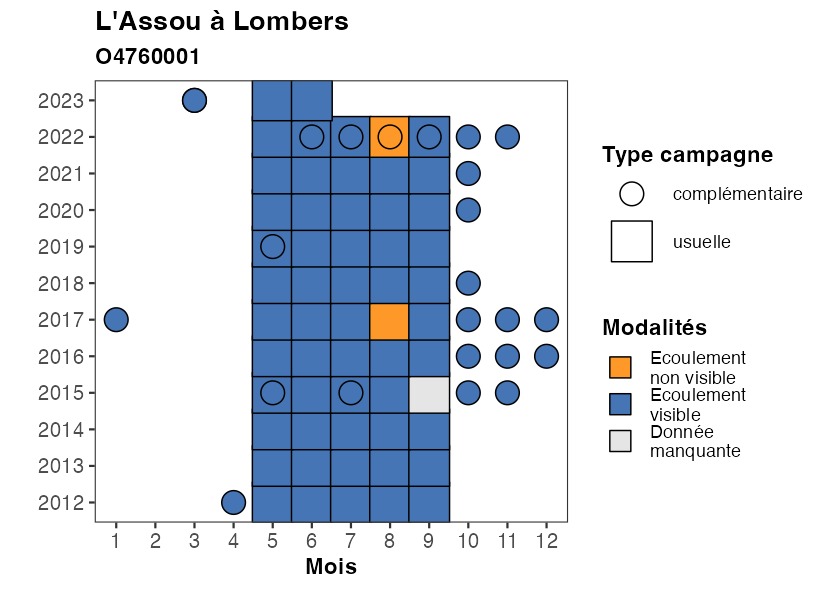 L'Assou à Lombers
O4760001
2023
2022
2021
2020
2019
2018
2017
2016
2015
2014
2013
2012
1 2 3 4 5 6 7 8 9 10 11 12
Mois
Type campagne
complémentaire
usuelle
Modalités
Ecoulement
non visible
Ecoulement
visible
Donnée
manquante